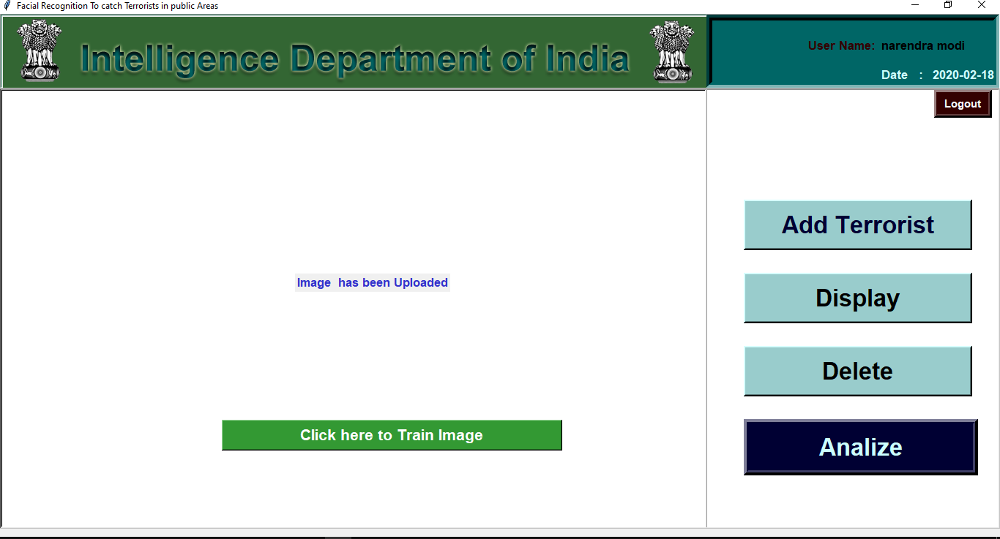 Facial Recognition To catch Terrorists in public Areas
Intelligence Department of India
User Name: narendra modi
Date : 2020-02-18
Logout
Image has been Uploaded
Click here to Train Image
Add Terrorist
Display
Delete
Analize